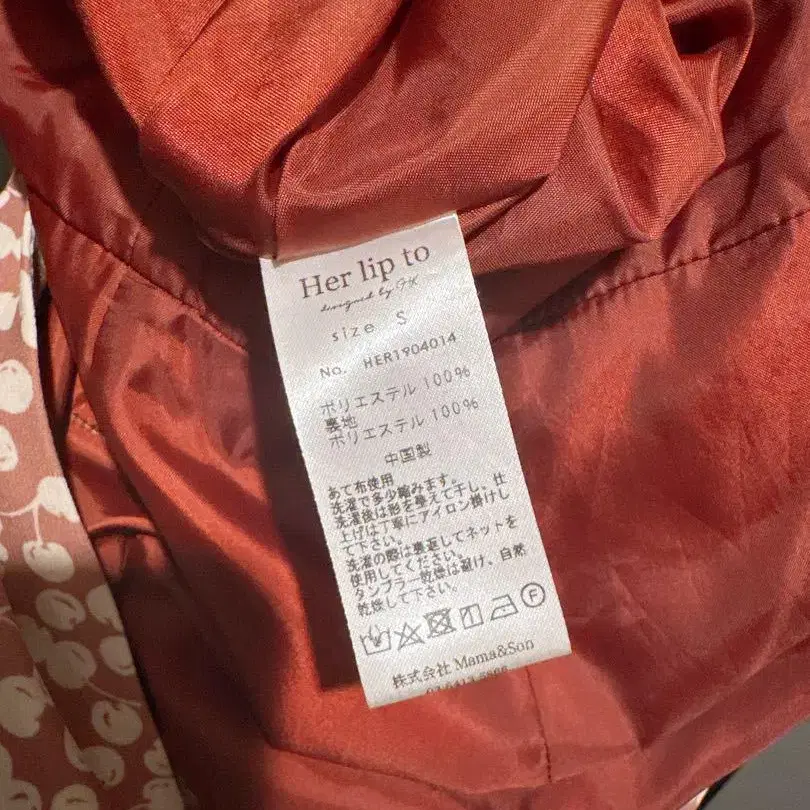 Her lip to
designed by
size S
No. HER1904014
ポリエステル 100%
裏地
ポリエステル 100%
中国製
あて布使用
洗濯で多少縮みます。
洗濯後は形を整えて干し、仕
上げは丁寧にアイロン掛けし
て下さい。
洗濯の際は裏返してネットを
使用してください。
タンブラー乾燥は避け、自然
乾燥して下さい。
F
株式会社 Mama&Son